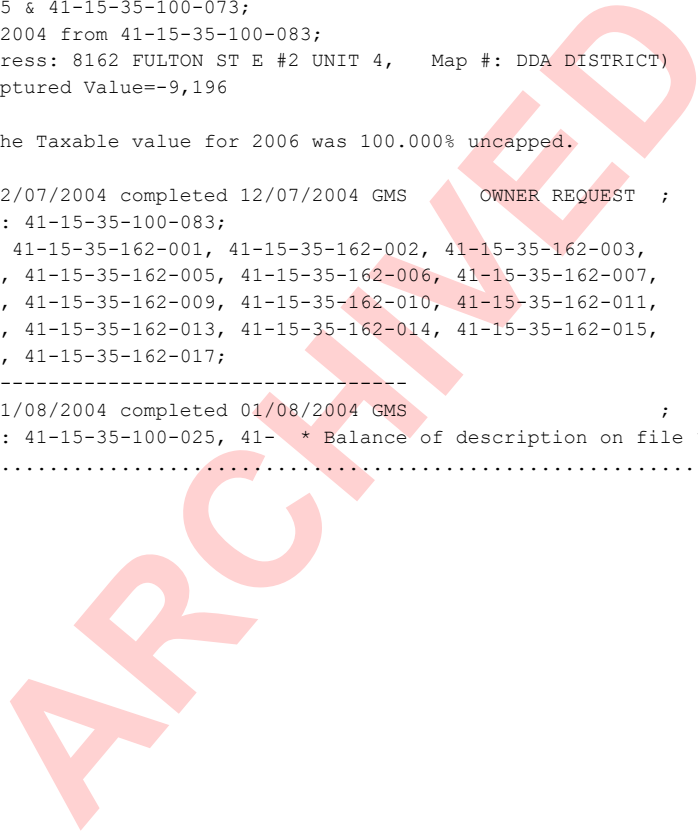 5 & 41-15-35-100-073;
2004 from 41-15-35-100-083;
ress: 8162 FULTON ST E #2 UNIT 4, Map #: DDA DISTRICT)
ptured Value=-9,196
he Taxable value for 2006 was 100.000% uncapped.
2/07/2004 completed 12/07/2004 GMS OWNER REQUEST ;
: 41-15-35-100-083;
41-15-35-162-001, 41-15-35-162-002, 41-15-35-162-003,
, 41-15-35-162-005, 41-15-35-162-006, 41-15-35-162-007,
, 41-15-35-162-009, 41-15-35-162-010, 41-15-35-162-011,
, 41-15-35-162-013, 41-15-35-162-014, 41-15-35-162-015,
, 41-15-35-162-017;
----------------------------------
1/08/2004 completed 01/08/2004 GMS ;
: 41-15-35-100-025, 41- * Balance of description on file
..........................................................
ARCHIVED